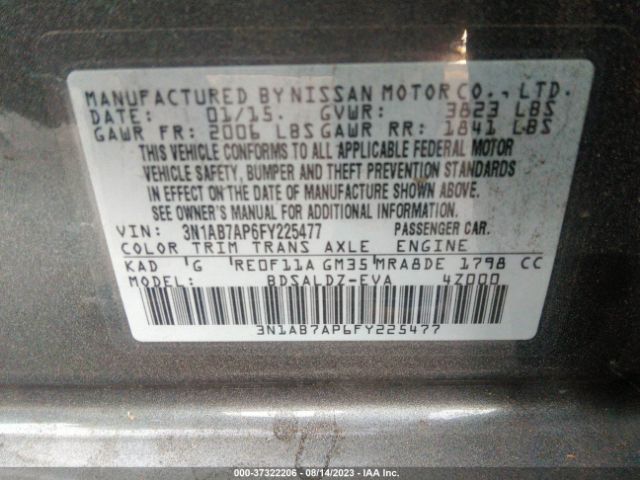 MANUFACTURED BY NISSAN MOTOR CO., LTD.
DATE: 01/15. GVWR: 3823 LBS
GAWR FR: 2006 LBS GAWR RR: 1841 LBS
THIS VEHICLE CONFORMS TO ALL APPLICABLE FEDERAL MOTOR
VEHICLE SAFETY, BUMPER AND THEFT PREVENTION STANDARDS
IN EFFECT ON THE DATE OF MANUFACTURE SHOWN ABOVE.
SEE OWNER'S MANUAL FOR ADDITIONAL INFORMATION.
VIN: 3N1AB7AP6FY225477 PASSENGER CAR.
COLOR TRIM TRANS AXLE ENGINE
KAD G RE0F11A GM35 MRA8DE 1798 CC
MODEL: BDSALDZ-EVA 4Z000
3N1AB7AP6FY225477
000-37322206 - 08/14/2023 - IAA Inc.